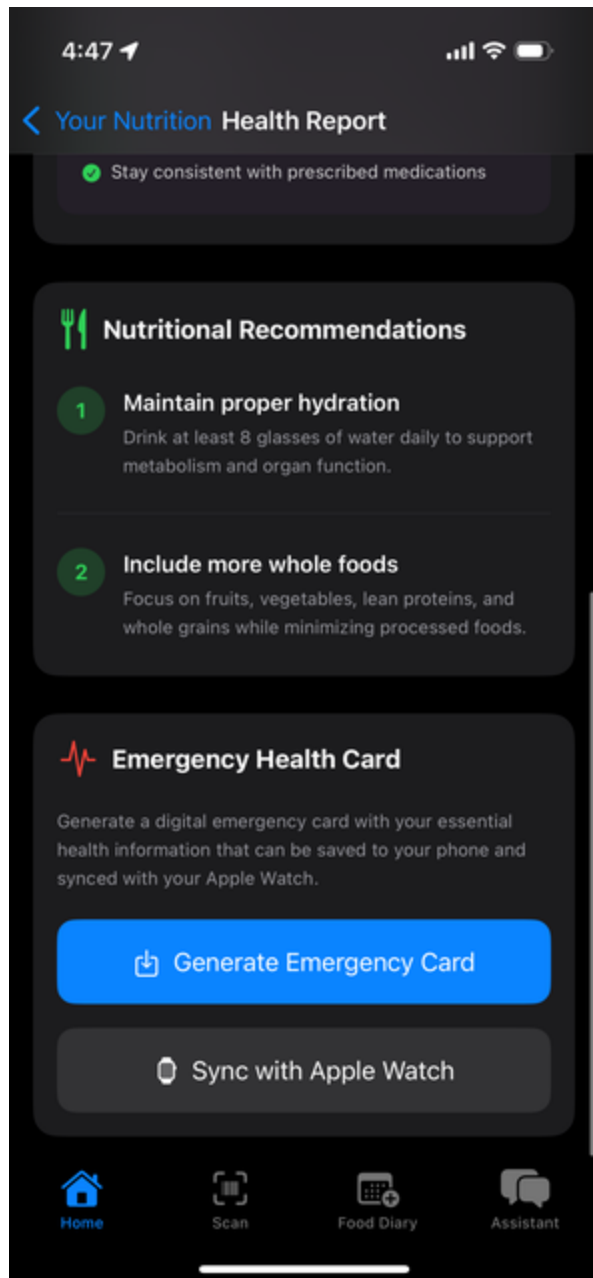 4:47
Your Nutrition Health Report
Stay consistent with prescribed medications
Nutritional Recommendations
1 Maintain proper hydration
Drink at least 8 glasses of water daily to support
metabolism and organ function.
2 Include more whole foods
Focus on fruits, vegetables, lean proteins, and
whole grains while minimizing processed foods.
Emergency Health Card
Generate a digital emergency card with your essential
health information that can be saved to your phone and
synced with your Apple Watch.
Generate Emergency Card
Sync with Apple Watch
Home Scan Food Diary Assistant